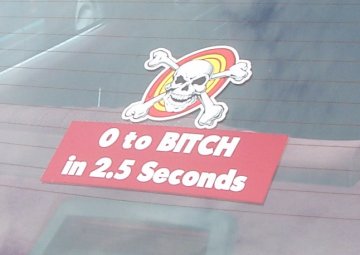 0 to BITCH
in 2.5 Seconds